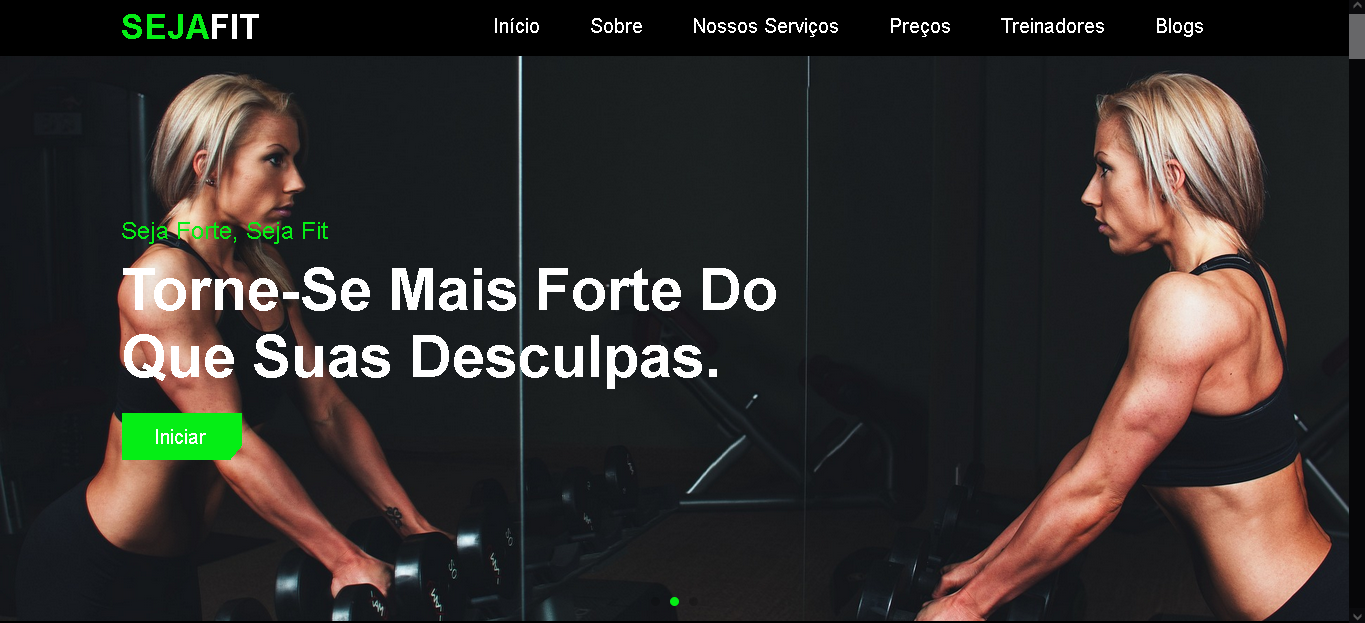 SEJAFIT
Início Sobre Nossos Serviços Preços Treinadores Blogs
Seja Forte, Seja Fit
Torne-Se Mais Forte Do
Que Suas Desculpas.
Iniciar